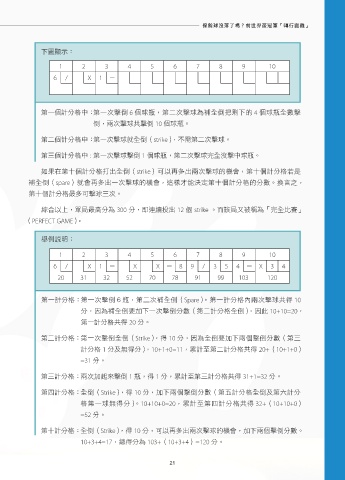 保齡球沒落了嗎？前世界冠軍「獨行俠戲」
下圖顯示：
1 2 3 4 5 6 7 8 9 10
6 / X 1 －
第一個計分格中：第一次擊倒 6 個球瓶，第二次擊球為補全倒把剩下的 4 個球瓶全數擊
倒，兩次擊球共擊倒 10 個球瓶。
第二個計分格中：第一次擊球就全倒（strike），不需第二次擊球。
第三個計分格中：第一次擊球擊倒 1 個球瓶，第二次擊球完全沒擊中球瓶。
如果在第十個計分格打出全倒（strike）可以再多出兩次擊球的機會，第十個計分格若是
補全倒（spare）就會再多出一次擊球的機會，這樣才能決定第十個計分格的分數。換言之，
第十個計分格最多可擊球三次。
綜合以上，單局最高分為 300 分，即連續投出 12 個 strike 。而該局又被稱為「完全比賽」
（PERFECT GAME）。
舉例說明：
1 2 3 4 5 6 7 8 9 10
6 / X 1 － X X － 8 9 / 3 5 4 － X 3 4
20 31 32 52 70 78 91 99 103 120
第一計分格：第一次擊倒 6 瓶，第二次補全倒（Spare）。第一計分格內兩次擊球共得 10
分，因為補全倒要加下一次擊倒分數（第二計分格全倒），因此 10+10=20，
第一計分格共得 20 分。
第二計分格：第一次擊倒全倒（Strike），得 10 分。因為全倒要加下兩個擊倒分數（第三
計分格 1 分及無得分），10+1+0=11，累計至第二計分格共得 20+（10+1+0）
=31 分。
第三計分格：兩次加起來擊倒 1 瓶，得 1 分。累計至第三計分格共得 31+1=32 分。
第四計分格：全倒（Strike），得 10 分，加下兩個擊倒分數（第五計分格全倒及第六計分
格第一球無得分），10+10+0=20，累計至第四計分格共得 32+（10+10+0）
=52 分。
第十計分格：全倒（Strike），得 10 分，可以再多出兩次擊球的機會，加下兩個擊倒分數。
10+3+4=17，總得分為 103+（10+3+4）=120 分。
21